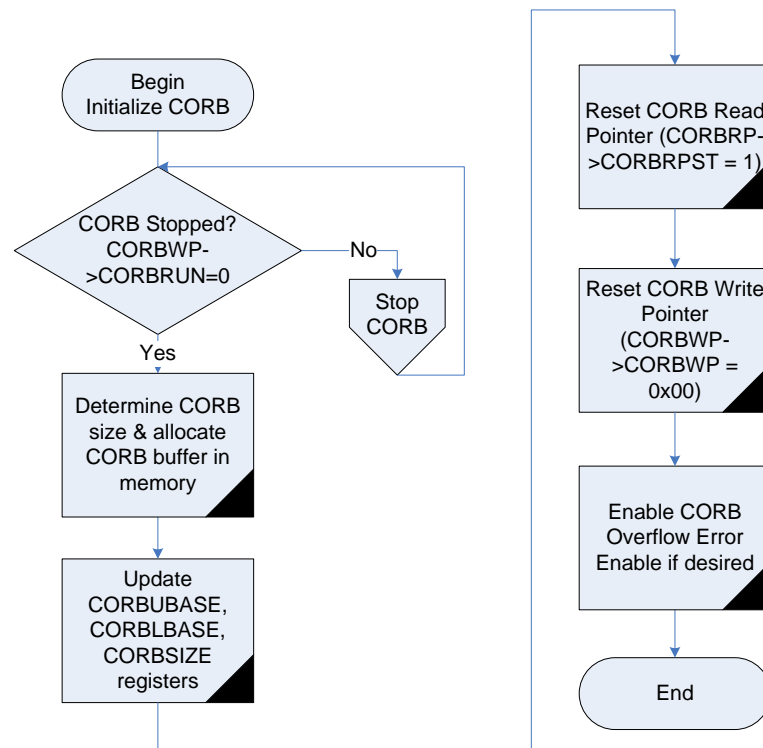 Begin
Initialize CORB
CORB Stopped?
CORBWP-
>CORBRUN=0
No
Stop
CORB
Yes
Determine CORB
size & allocate
CORB buffer in
memory
Update
CORBUBASE,
CORBLBASE,
CORBSIZE
registers
Reset CORB Read
Pointer (CORBRP-
>CORBRPST = 1)
Reset CORB Write
Pointer
(CORBWP-
>CORBWP =
0x00)
Enable CORB
Overflow Error
Enable if desired
End